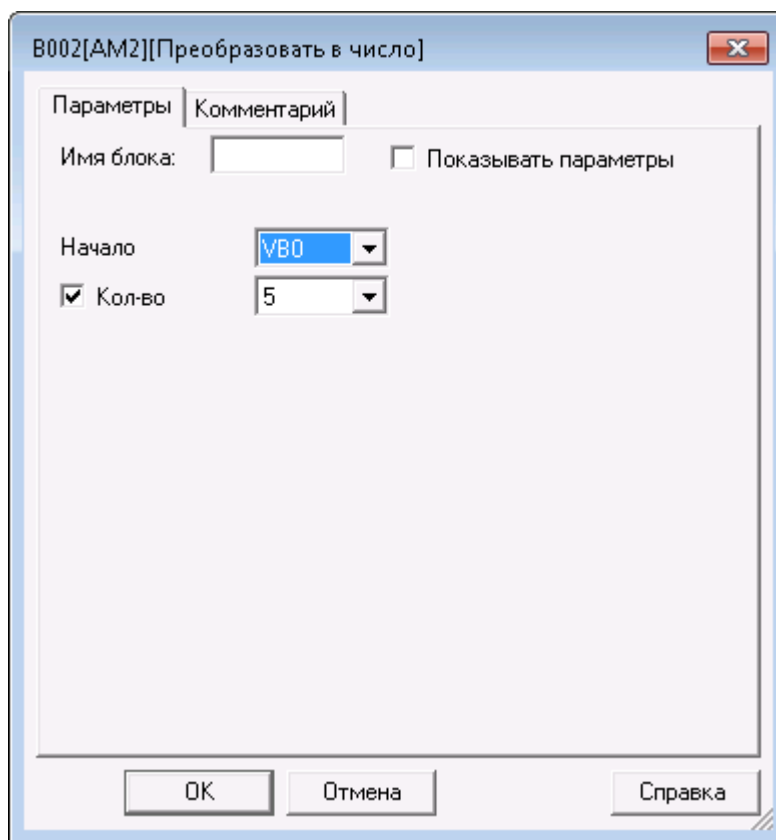 B002[AM2][Преобразовать в число]
Параметры Комментарий
Имя блока: Показывать параметры
Начало VB0
Кол-во 5
OK Отмена Справка